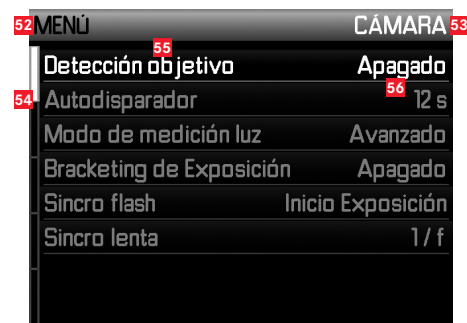 52 MENÚ CÁMARA 53
55
Detección objetivo Apagado
56
54 Autodisparador 12 s
Modo de medición luz Avanzado
Bracketing de Exposición Apagado
Sincro flash Inicio Exposición
Sincro lenta 1/f